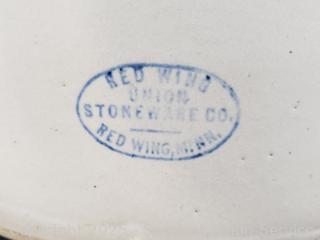 RED WING
UNION
STONEWARE CO.
RED WING, MINN.